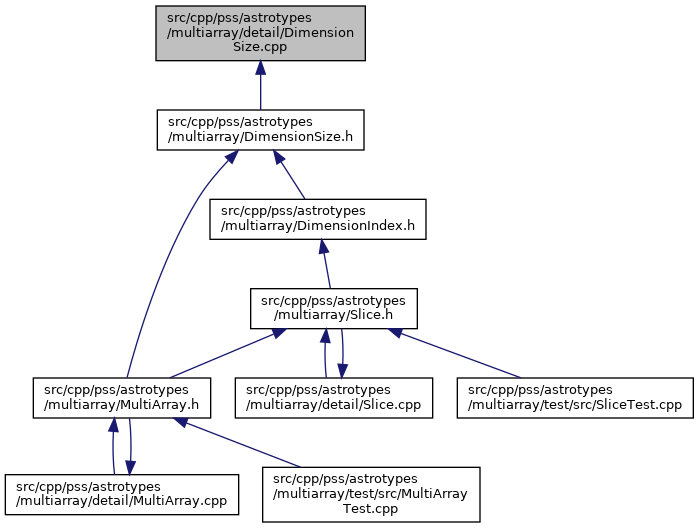 src/cpp/pss/astrotypes
/multiarray/detail/Dimension
Size.cpp
src/cpp/pss/astrotypes
/multiarray/DimensionSize.h
src/cpp/pss/astrotypes
/multiarray/DimensionIndex.h
src/cpp/pss/astrotypes
/multiarray/Slice.h
src/cpp/pss/astrotypes
/multiarray/MultiArray.h
src/cpp/pss/astrotypes
/multiarray/detail/Slice.cpp
src/cpp/pss/astrotypes
/multiarray/test/src/SliceTest.cpp
src/cpp/pss/astrotypes
/multiarray/detail/MultiArray.cpp
src/cpp/pss/astrotypes
/multiarray/test/src/MultiArray
Test.cpp